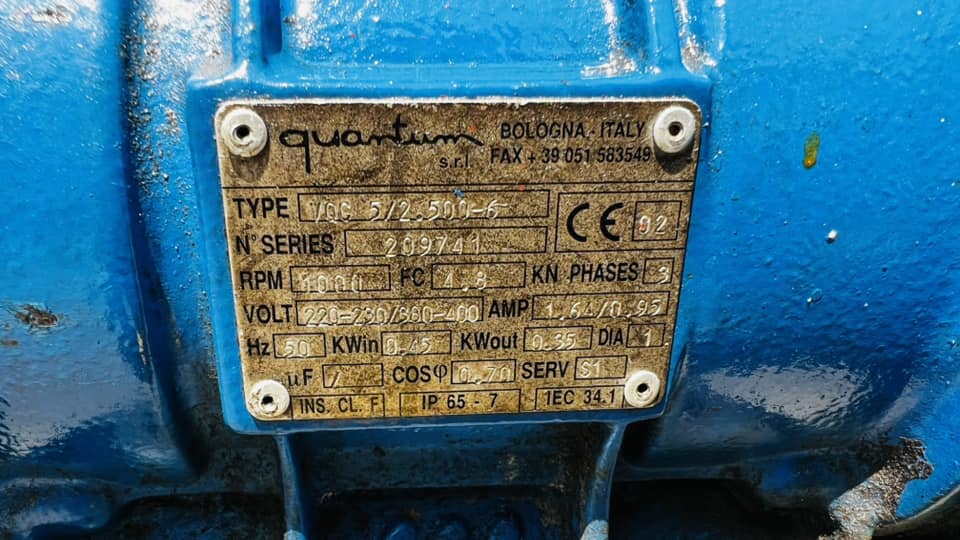 quantum s.r.l. BOLOGNA - ITALY
FAX + 39 051 583549
TYPE VQC 5/2.500-6 CE 02
N° SERIES 209741
RPM 1000 FC 4.8 KN PHASES 3
VOLT 220-230/380-400 AMP 1.64/0.95
Hz 50 KWin 0.45 KWout 0.35 DIA 1
µF / COSφ 0.70 SERV S1
INS. CL. F IP 65 - 7 IEC 34.1